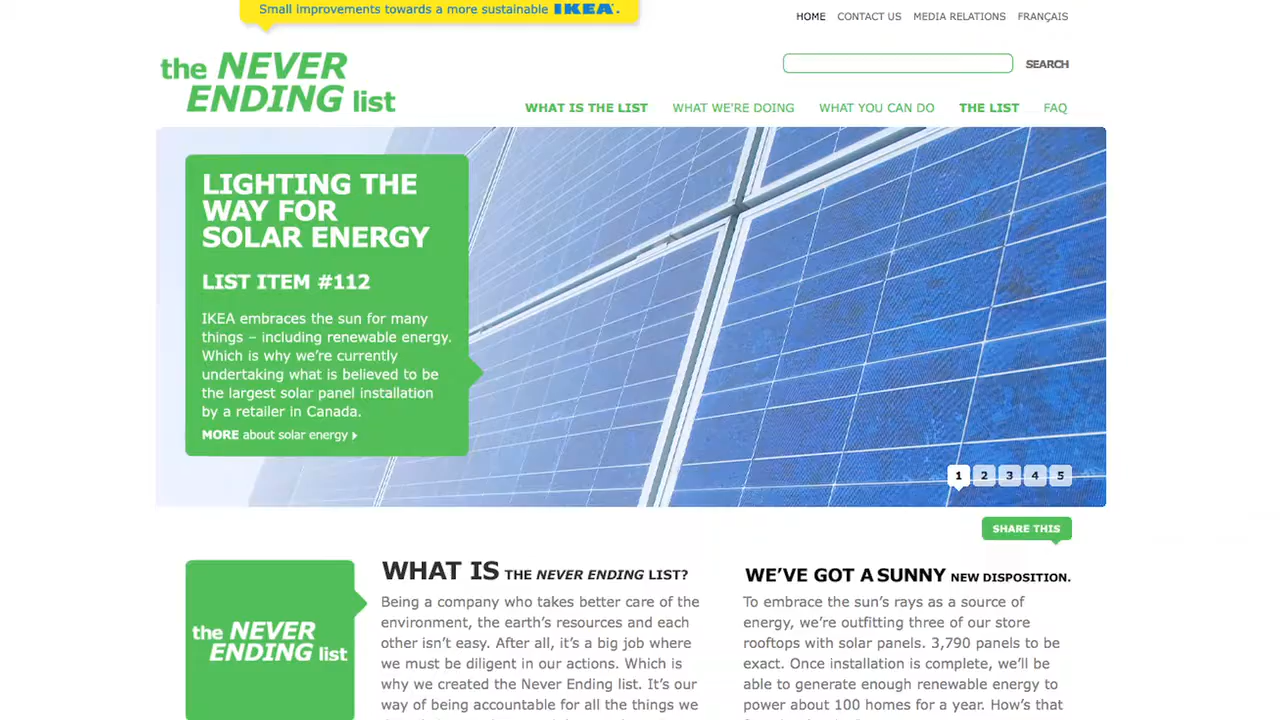 Small improvements towards a more sustainable IKEA.
HOME CONTACT US MEDIA RELATIONS FRANÇAIS
the NEVER
ENDING list
SEARCH
WHAT IS THE LIST WHAT WE'RE DOING WHAT YOU CAN DO THE LIST FAQ
LIGHTING THE
WAY FOR
SOLAR ENERGY
LIST ITEM #112
IKEA embraces the sun for many
things – including renewable energy.
Which is why we're currently
undertaking what is believed to be
the largest solar panel installation
by a retailer in Canada.
MORE about solar energy
1 2 3 4 5
SHARE THIS
the NEVER
ENDING list
WHAT IS THE NEVER ENDING LIST?
Being a company who takes better care of the
environment, the earth's resources and each
other isn't easy. After all, it's a big job where
we must be diligent in our actions. Which is
why we created the Never Ending list. It's our
way of being accountable for all the things we
WE'VE GOT A SUNNY NEW DISPOSITION.
To embrace the sun's rays as a source of
energy, we're outfitting three of our store
rooftops with solar panels. 3,790 panels to be
exact. Once installation is complete, we'll be
able to generate enough renewable energy to
power about 100 homes for a year. How's that